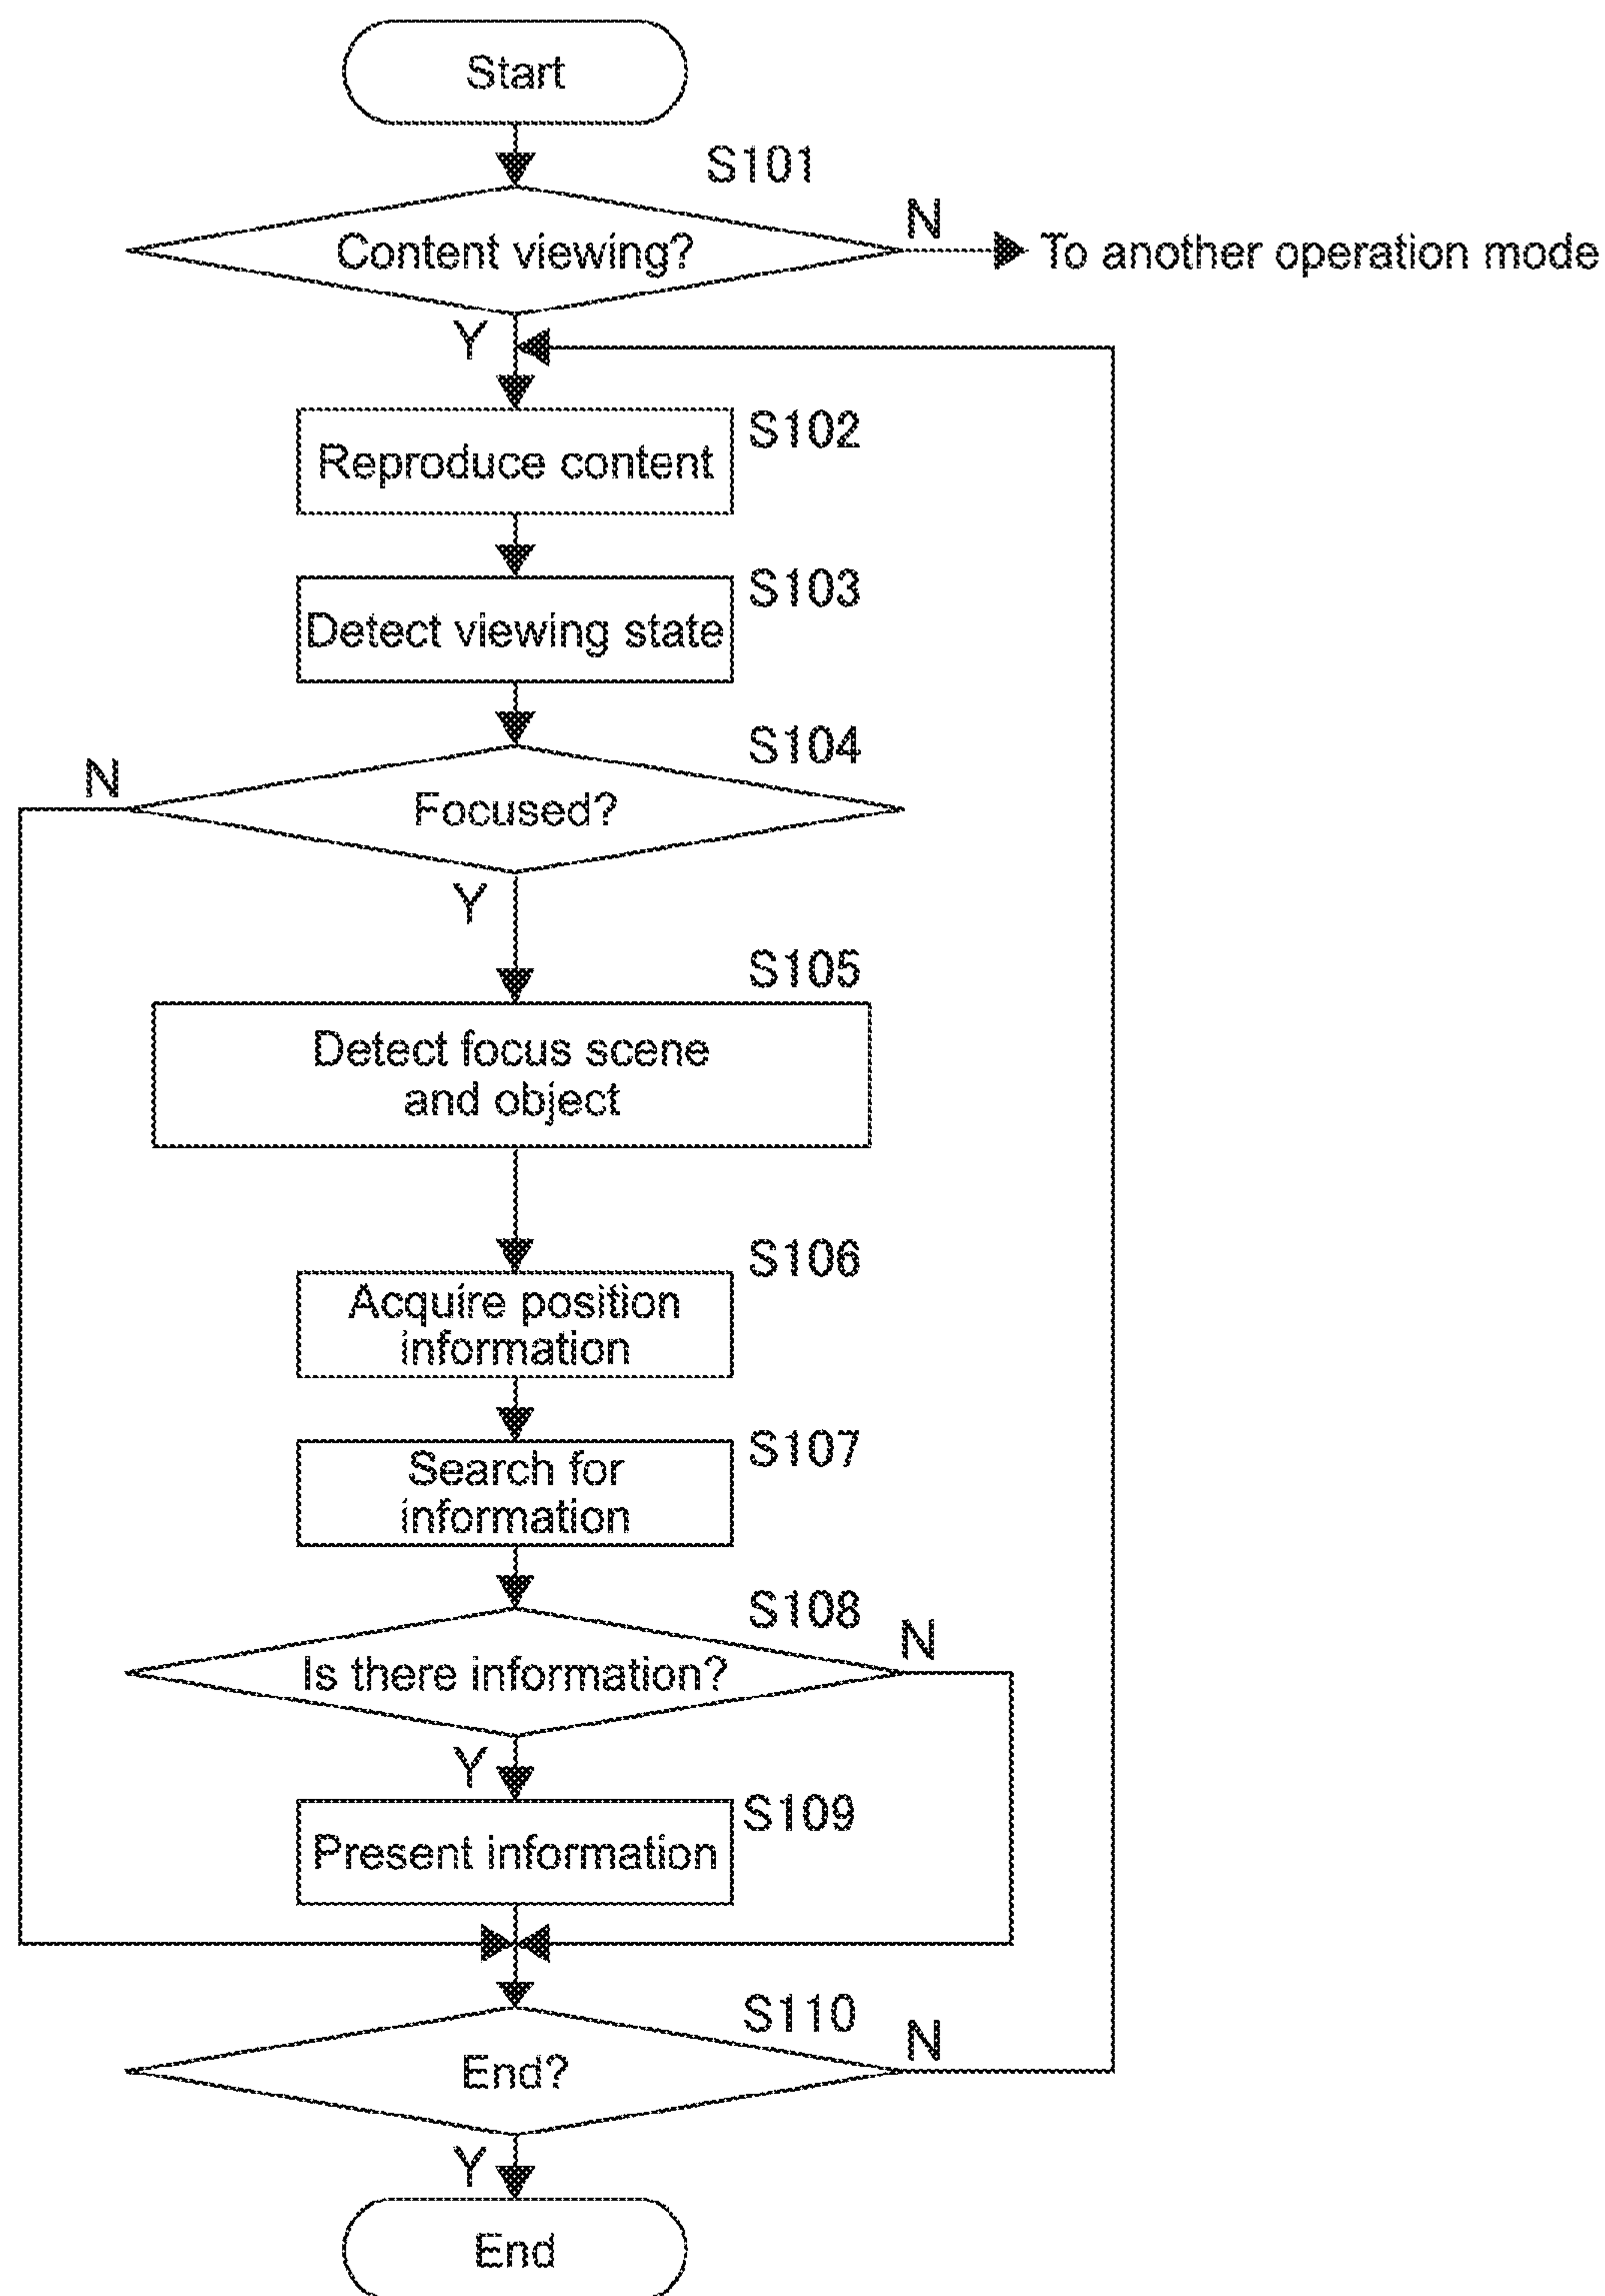 Start
S101
Content viewing?
N
To another operation mode
Y
S102
Reproduce content
S103
Detect viewing state
S104
N
Focused?
Y
S105
Detect focus scene
and object
S106
Acquire position
information
S107
Search for
information
S108
N
Is there information?
Y
S109
Present information
S110
N
End?
Y
End